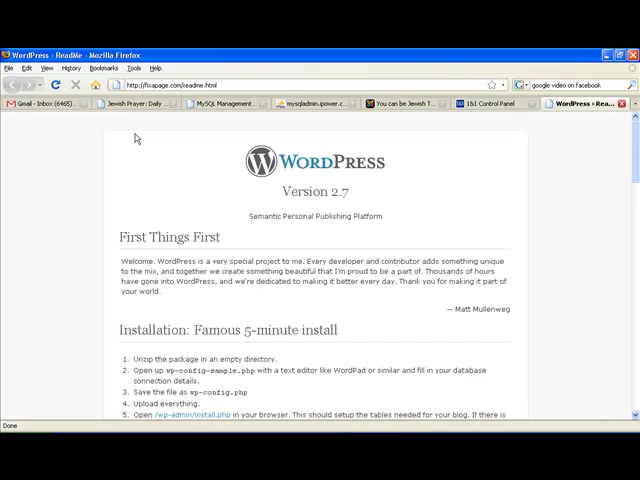 WordPress › ReadMe - Mozilla Firefox
File Edit View History Bookmarks Tools Help
http://fixapage.com/readme.html
google video on facebook
Gmail - Inbox (6465)... Jewish Prayer: Daily ... MySQL Management... mysqladmin.ipower.c... You can be Jewish T... 1&1 Control Panel WordPress › Rea...
WORDPRESS
Version 2.7
Semantic Personal Publishing Platform
First Things First
Welcome. WordPress is a very special project to me. Every developer and contributor adds something unique
to the mix, and together we create something beautiful that I'm proud to be a part of. Thousands of hours
have gone into WordPress, and we're dedicated to making it better every day. Thank you for making it part of
your world.
— Matt Mullenweg
Installation: Famous 5-minute install
1. Unzip the package in an empty directory.
2. Open up wp-config-sample.php with a text editor like WordPad or similar and fill in your database
connection details.
3. Save the file as wp-config.php
4. Upload everything.
5. Open /wp-admin/install.php in your browser. This should setup the tables needed for your blog. If there is
Done